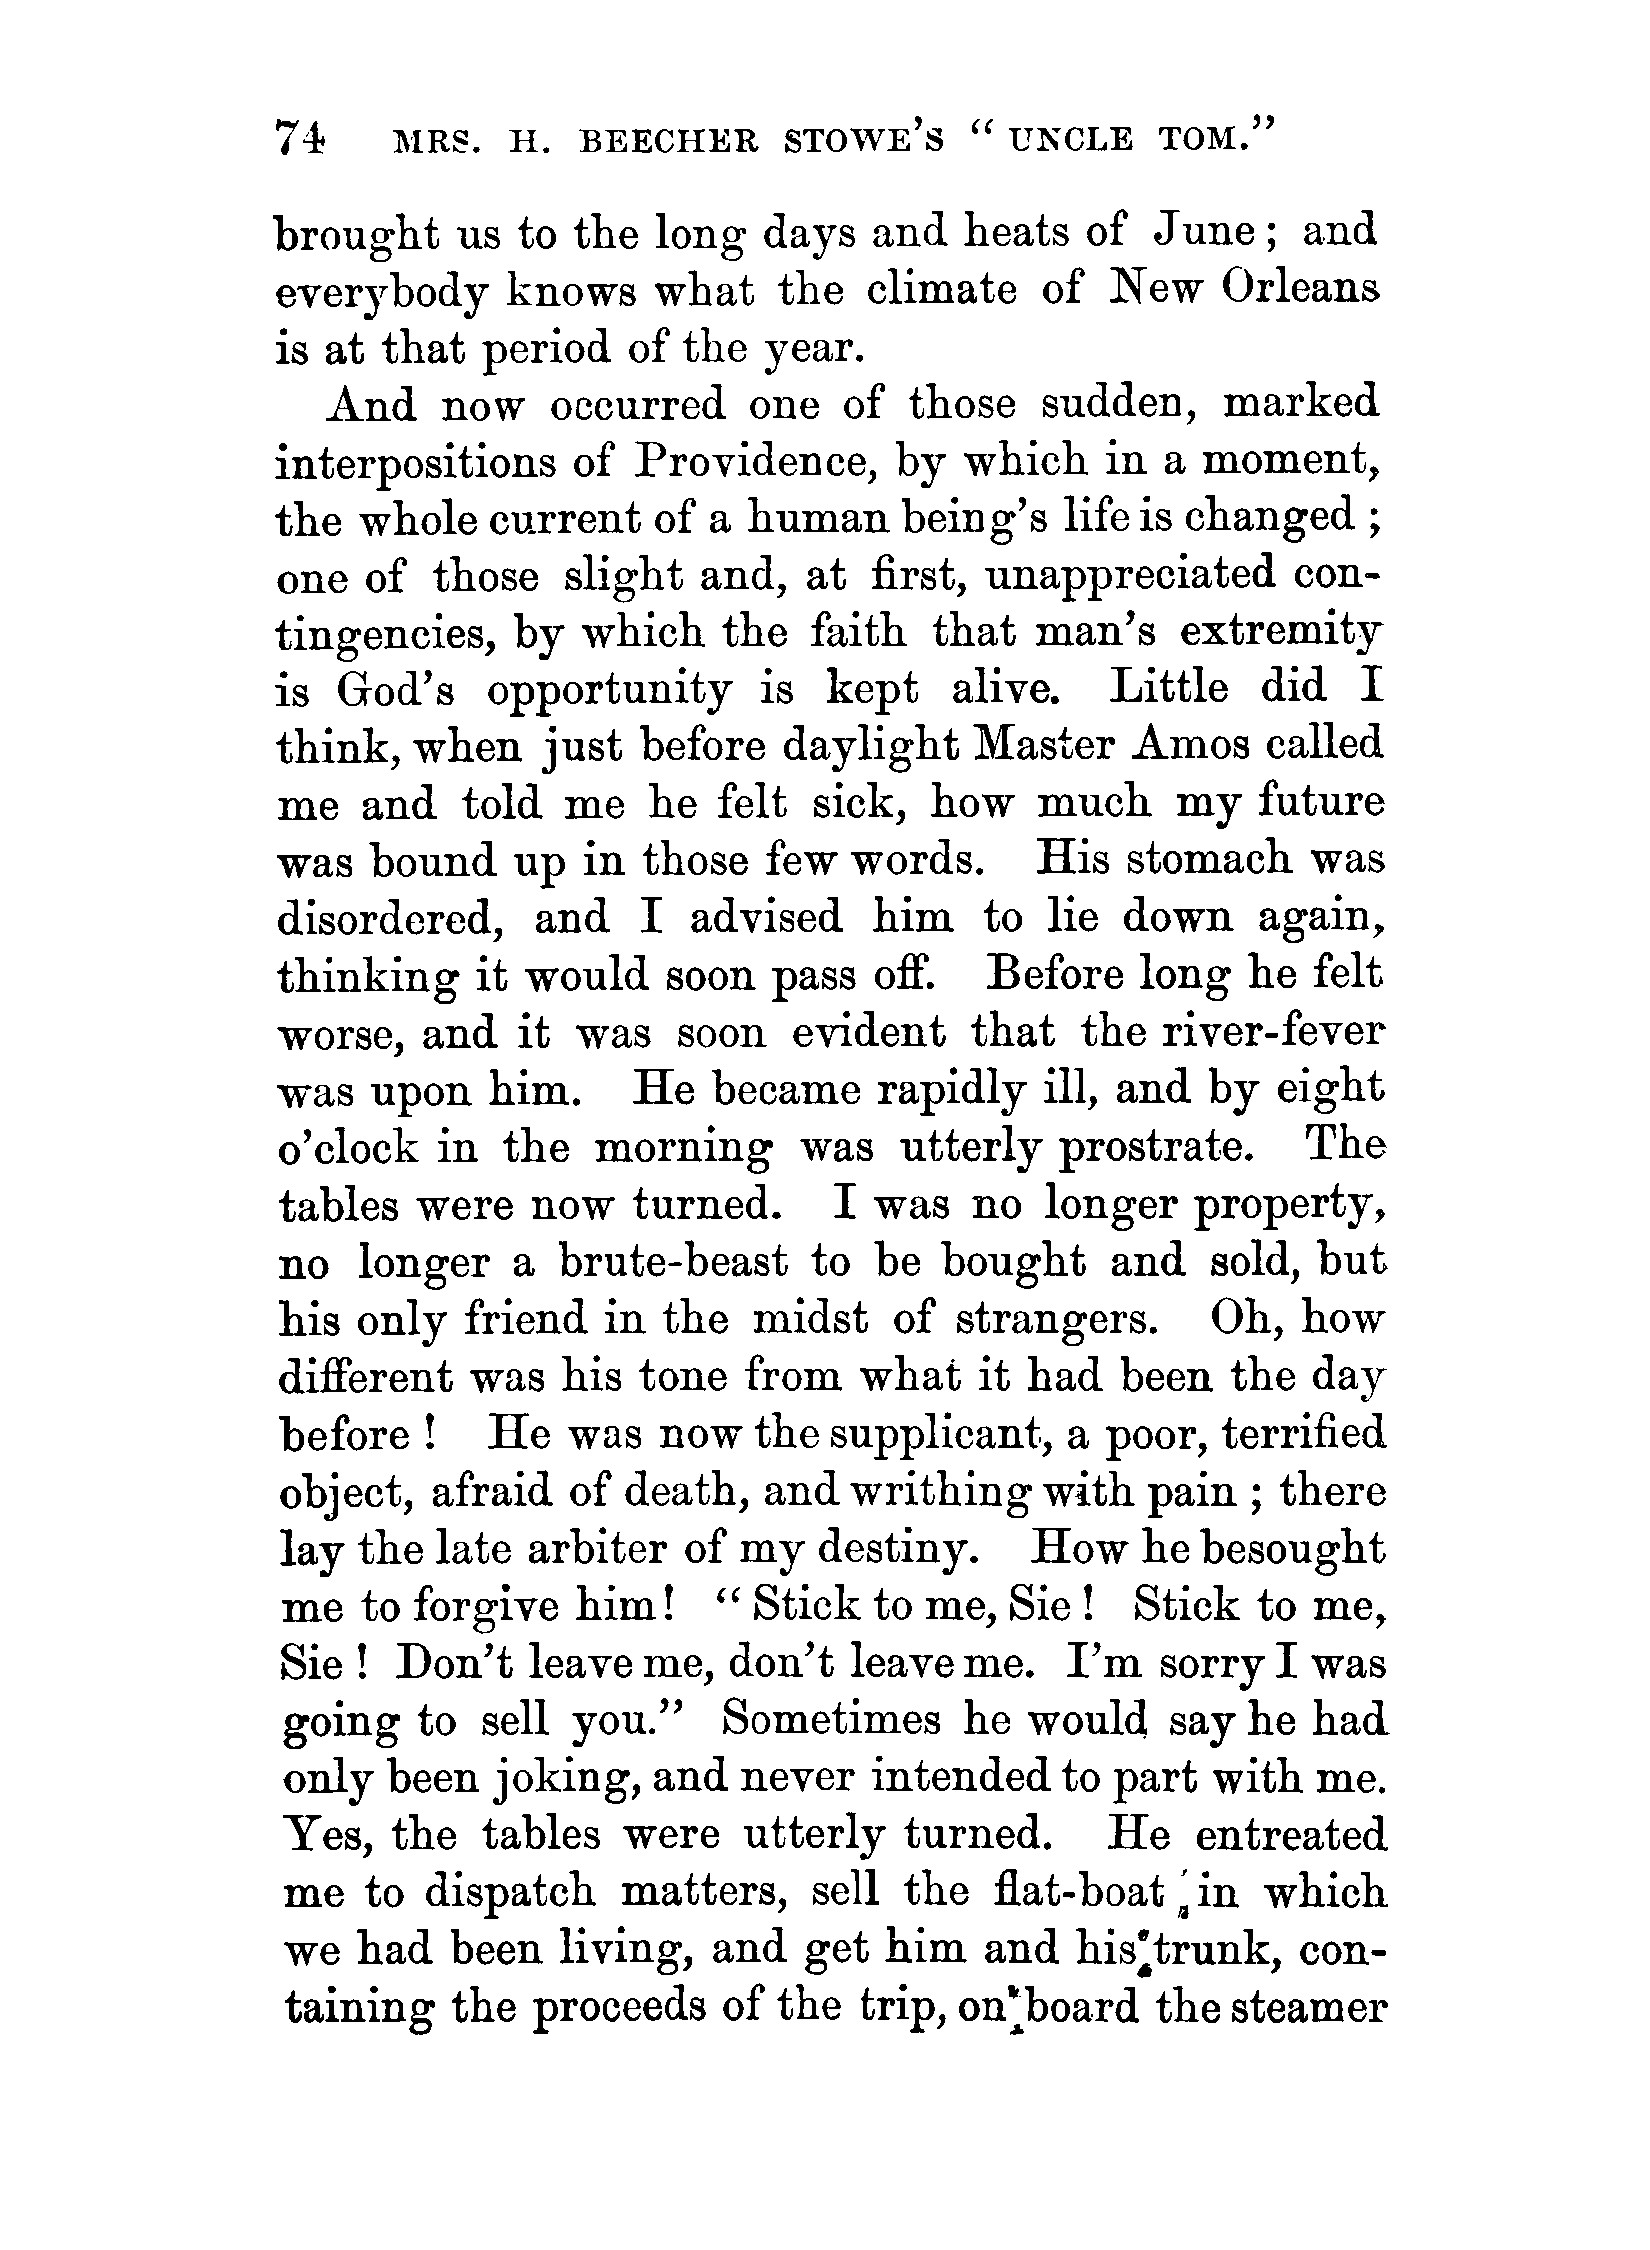 74 MRS. H. BEECHER STOWE'S "UNCLE TOM."
brought us to the long days and heats of June; and
everybody knows what the climate of New Orleans
is at that period of the year.
And now occurred one of those sudden, marked
interpositions of Providence, by which in a moment,
the whole current of a human being's life is changed ;
one of those slight and, at first, unappreciated con-
tingencies, by which the faith that man's extremity
is God's opportunity is kept alive. Little did I
think, when just before daylight Master Amos called
me and told me he felt sick, how much my future
was bound up in those few words. His stomach was
disordered, and I advised him to lie down again,
thinking it would soon pass off. Before long he felt
worse, and it was soon evident that the river-fever
was upon him. He became rapidly ill, and by eight
o'clock in the morning was utterly prostrate. The
tables were now turned. I was no longer property,
no longer a brute-beast to be bought and sold, but
his only friend in the midst of strangers. Oh, how
different was his tone from what it had been the day
before ! He was now the supplicant, a poor, terrified
object, afraid of death, and writhing with pain ; there
lay the late arbiter of my destiny. How he besought
me to forgive him! "Stick to me, Sie ! Stick to me,
Sie ! Don't leave me, don't leave me. I'm sorry I was
going to sell you." Sometimes he would say he had
only been joking, and never intended to part with me.
Yes, the tables were utterly turned. He entreated
me to dispatch matters, sell the flat-boat in which
we had been living, and get him and his trunk, con-
taining the proceeds of the trip, on board the steamer